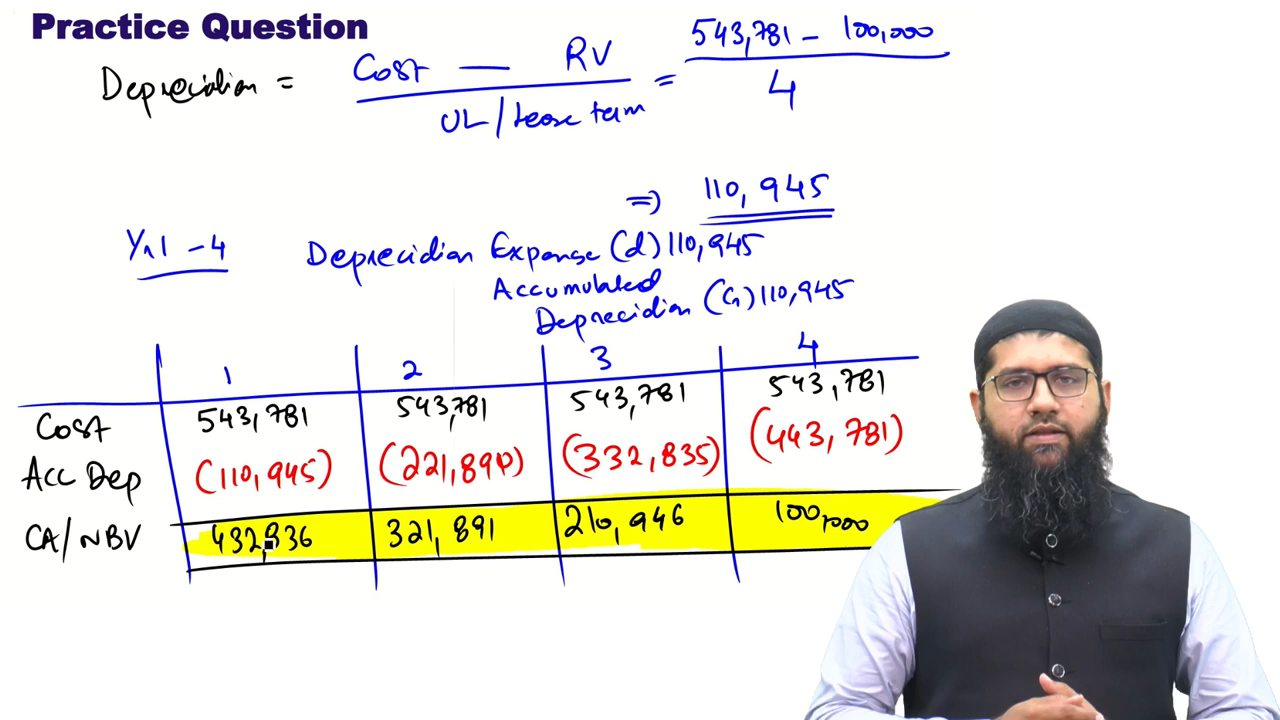 Practice Question
Depreciation = Cost — RV / UL / Lease term = 543,781 - 100,000 / 4
=> 110,945
Yr1 - 4 Depreciation Expense (d) 110,945
Accumulated
Depreciation (Cr) 110,945
1 2 3 4
Cost 543,781 543,781 543,781 543,781
Acc Dep (110,945) (221,890) (332,835) (443,781)
CA/NBV 432,836 321,891 210,946 100,000